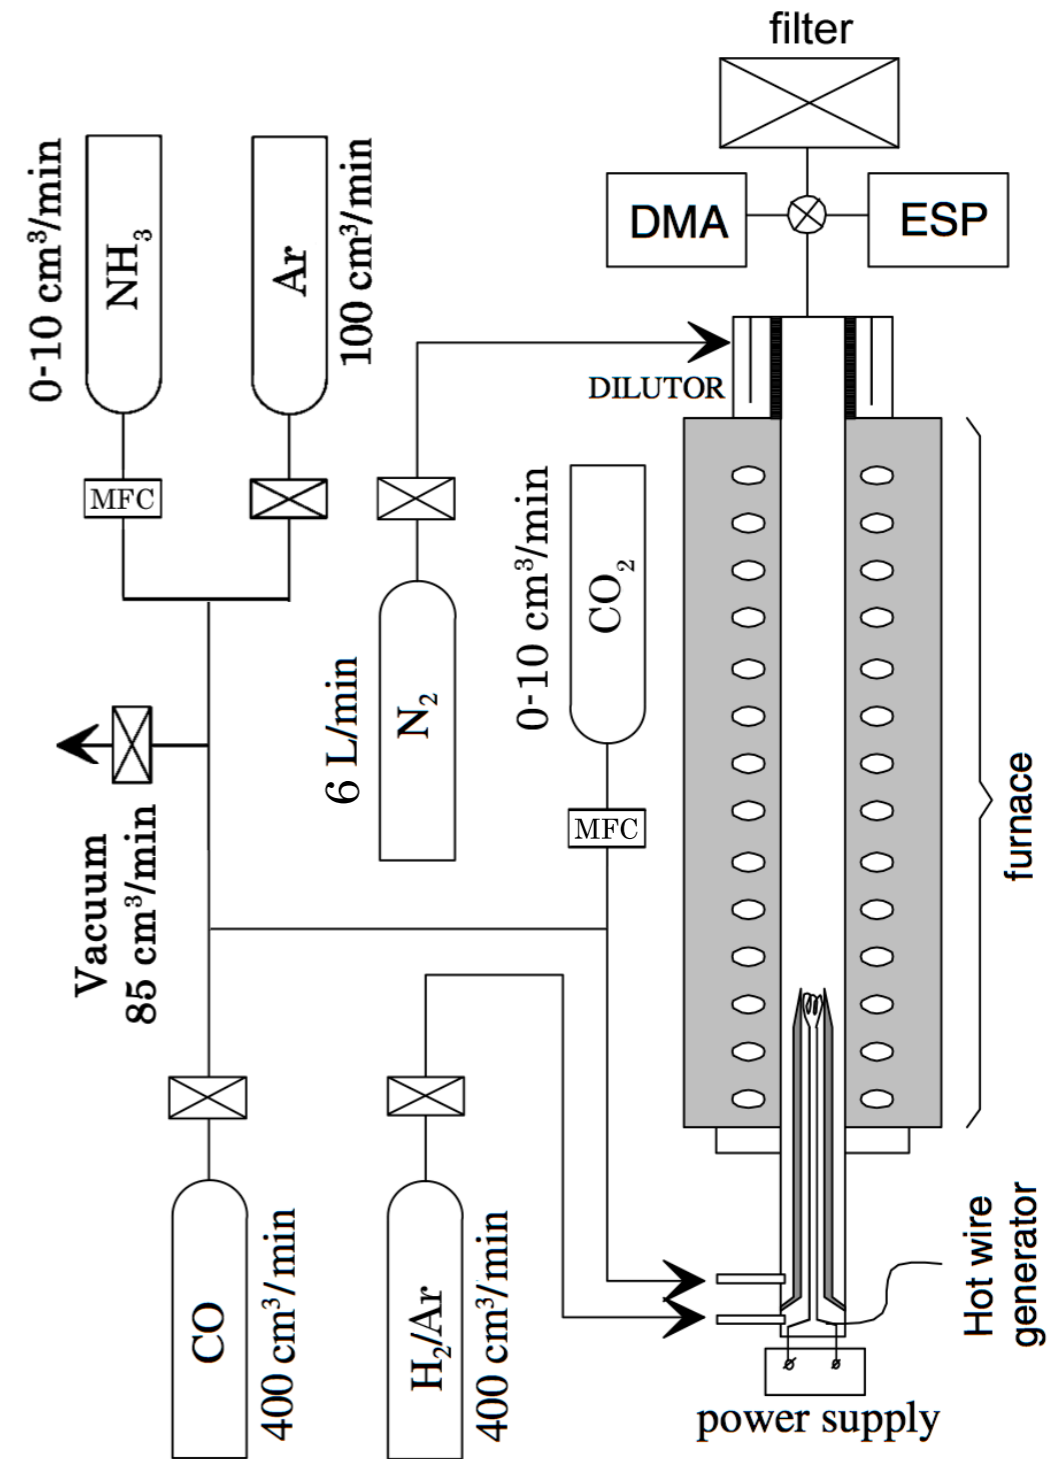 filter
DMA
ESP
DILUTOR
0-10 cm³/min
NH₃
Ar
100 cm³/min
MFC
6 L/min
N₂
0-10 cm³/min
CO₂
MFC
Vacuum
85 cm³/min
furnace
CO
400 cm³/min
H₂/Ar
400 cm³/min
Hot wire
generator
power supply